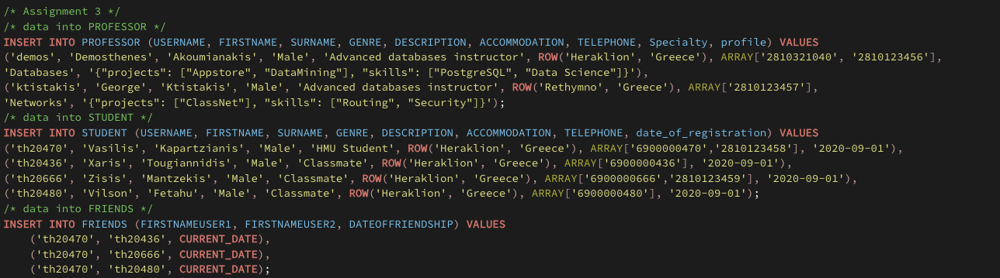 /* Assignment 3 */
/* data into PROFESSOR */
INSERT INTO PROFESSOR (USERNAME, FIRSTNAME, SURNAME, GENRE, DESCRIPTION, ACCOMMODATION, TELEPHONE, Specialty, profile) VALUES
('demos', 'Demosthenes', 'Akoumianakis', 'Male', 'Advanced databases instructor', ROW('Heraklion', 'Greece'), ARRAY['2810321040', '2810123456'],
'Databases', '{"projects": ["Appstore", "DataMining"], "skills": ["PostgreSQL", "Data Science"]}'),
('ktistakis', 'George', 'Ktistakis', 'Male', 'Advanced databases instructor', ROW('Rethymno', 'Greece'), ARRAY['2810123457'],
'Networks', '{"projects": ["ClassNet"], "skills": ["Routing", "Security"]}');
/* data into STUDENT */
INSERT INTO STUDENT (USERNAME, FIRSTNAME, SURNAME, GENRE, DESCRIPTION, ACCOMMODATION, TELEPHONE, date_of_registration) VALUES
('th20470', 'Vasilis', 'Kapartzianis', 'Male', 'HMU Student', ROW('Heraklion', 'Greece'), ARRAY['6900000470','2810123458'], '2020-09-01'),
('th20436', 'Xaris', 'Tougiannidis', 'Male', 'Classmate', ROW('Heraklion', 'Greece'), ARRAY['6900000436'], '2020-09-01'),
('th20666', 'Zisis', 'Mantzekis', 'Male', 'Classmate', ROW('Heraklion', 'Greece'), ARRAY['6900000666','2810123459'], '2020-09-01'),
('th20480', 'Vilson', 'Fetahu', 'Male', 'Classmate', ROW('Heraklion', 'Greece'), ARRAY['6900000480'], '2020-09-01');
/* data into FRIENDS */
INSERT INTO FRIENDS (FIRSTNAMEUSER1, FIRSTNAMEUSER2, DATEOFFRIENDSHIP) VALUES
    ('th20470', 'th20436', CURRENT_DATE),
    ('th20470', 'th20666', CURRENT_DATE),
    ('th20470', 'th20480', CURRENT_DATE);